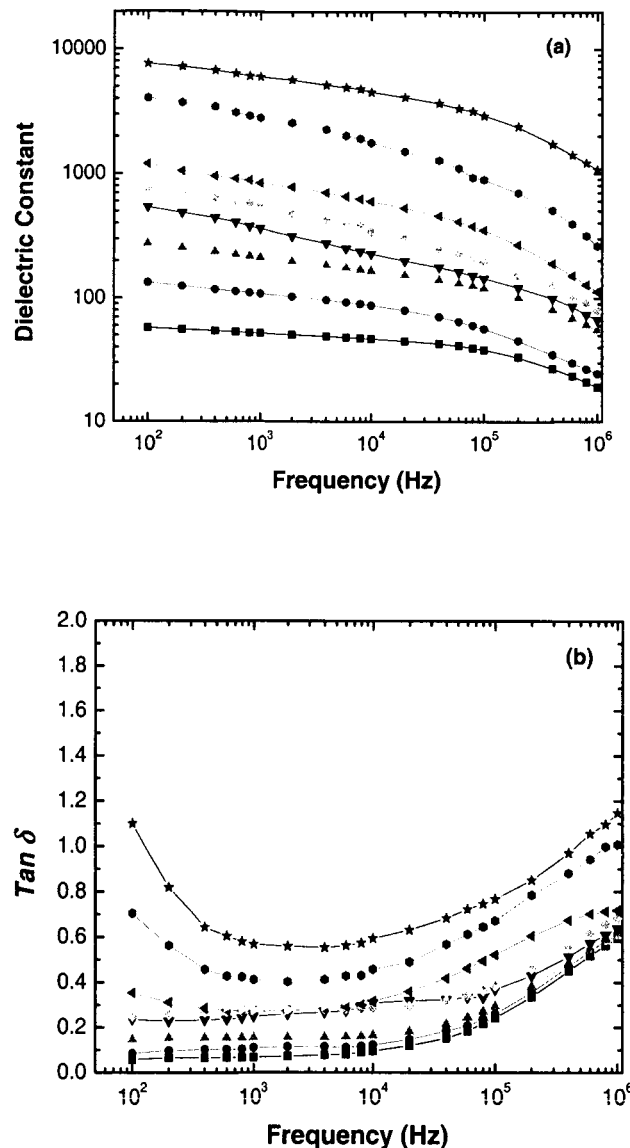 (a)
10000
1000
100
10
Dielectric Constant
10² 10³ 10⁴ 10⁵ 10⁶
Frequency (Hz)
(b)
2.0
1.8
1.6
1.4
1.2
1.0
0.8
0.6
0.4
0.2
0.0
Tan δ
10² 10³ 10⁴ 10⁵ 10⁶
Frequency (Hz)